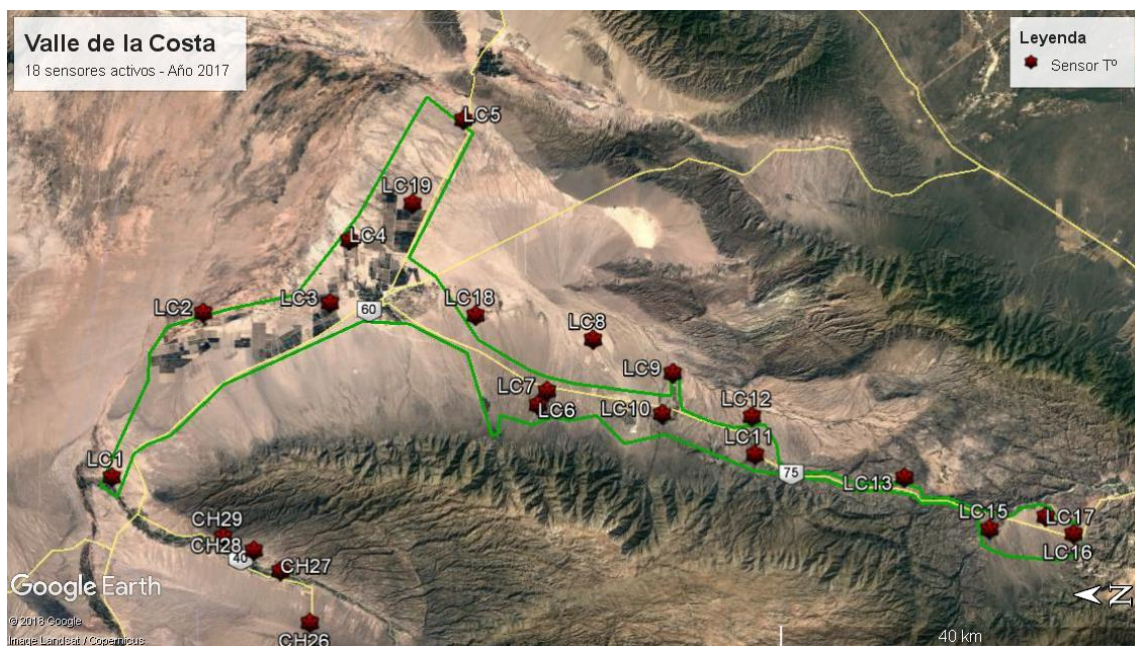 Valle de la Costa
18 sensores activos - Año 2017
Leyenda
Sensor Tº
LC5
LC19
LC4
LC2
LC3
60
LC18
LC8
LC9
LC7
LC6
LC10
LC12
LC11
75
LC13
LC1
LC15
LC17
LC16
CH29
CH28
40
CH27
CH26
Google Earth
© 2018 Google
Image Landsat / Copernicus
N
40 km